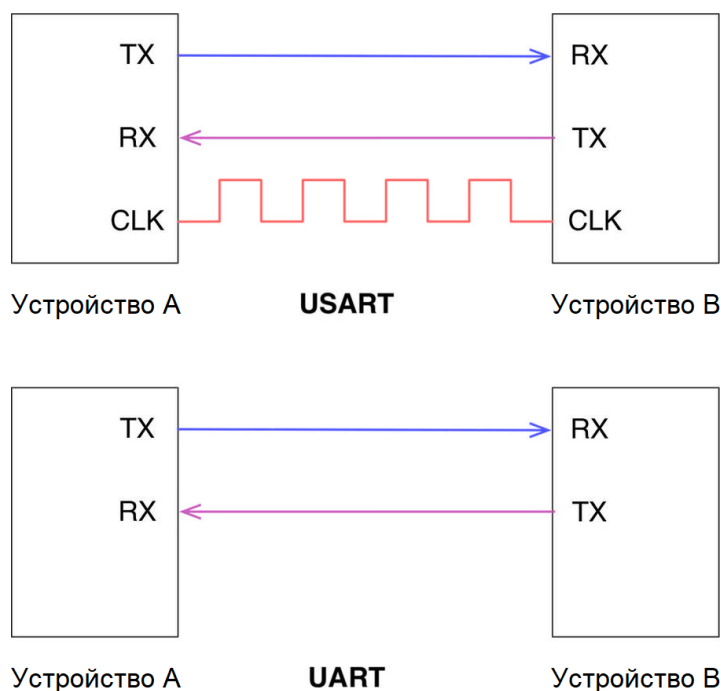 TX RX
RX TX
CLK CLK
Устройство A USART Устройство B
TX RX
RX TX
Устройство A UART Устройство B